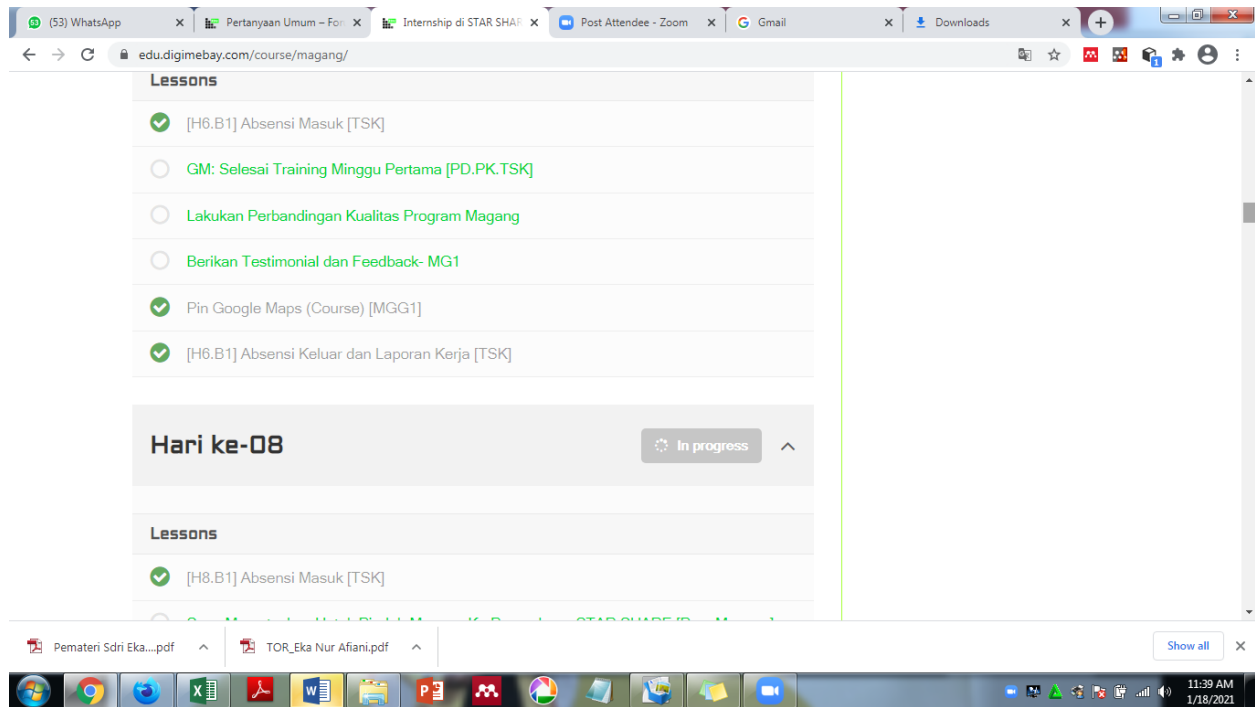 (53) WhatsApp
Pertanyaan Umum – For
Internship di STAR SHAR
Post Attendee - Zoom
Gmail
Downloads
edu.digimebay.com/course/magang/
Lessons
[H6.B1] Absensi Masuk [TSK]
GM: Selesai Training Minggu Pertama [PD.PK.TSK]
Lakukan Perbandingan Kualitas Program Magang
Berikan Testimonial dan Feedback- MG1
Pin Google Maps (Course) [MGG1]
[H6.B1] Absensi Keluar dan Laporan Kerja [TSK]
Hari ke-08
In progress
Lessons
[H8.B1] Absensi Masuk [TSK]
Pemateri Sdri Eka....pdf
TOR_Eka Nur Afiani.pdf
Show all
11:39 AM
1/18/2021